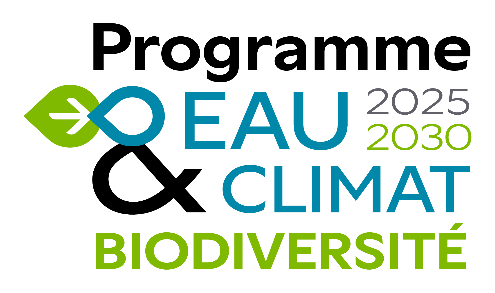 Programme
EAU 2025
2030
& CLIMAT
BIODIVERSITÉ